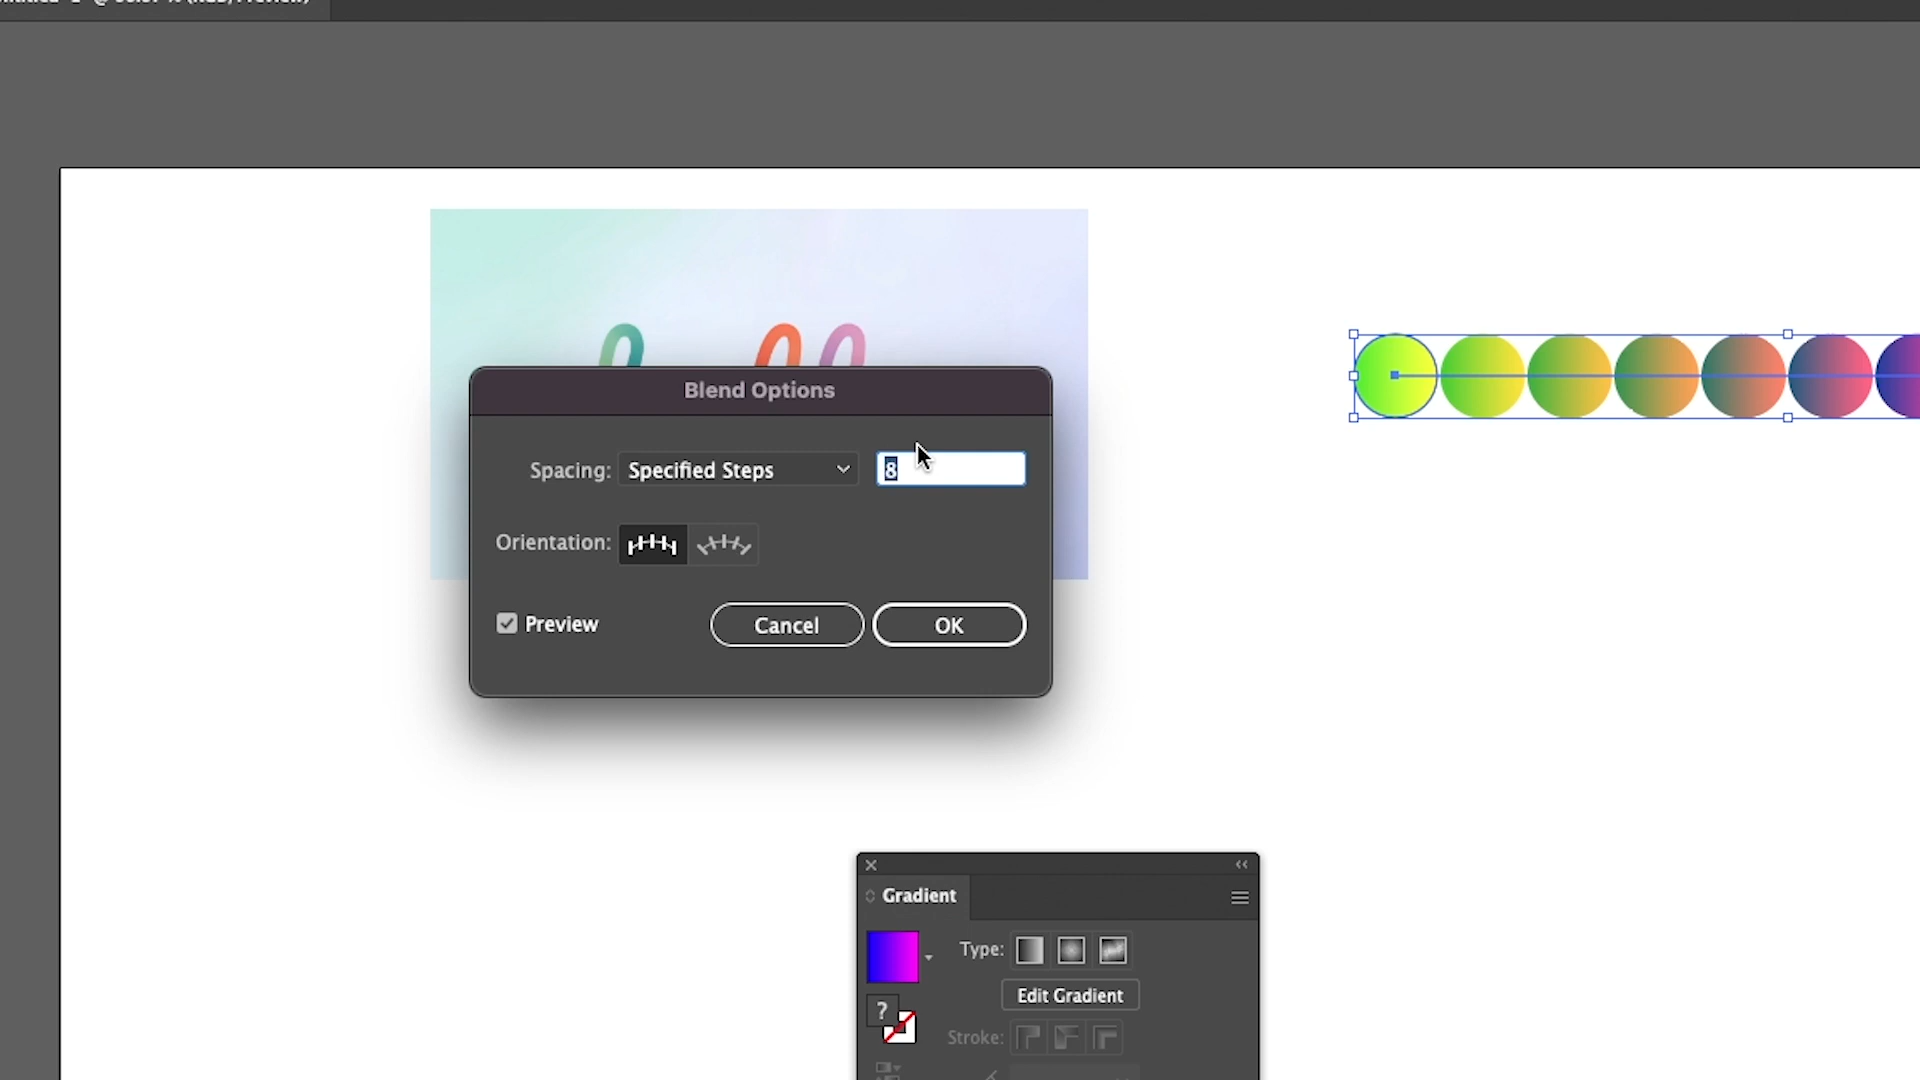 Blend Options
Spacing: Specified Steps 8
Orientation:
Preview Cancel OK
Gradient
Type:
Edit Gradient
?
Stroke: